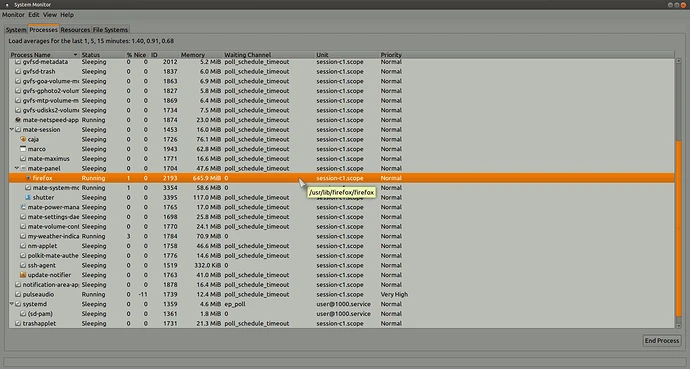 System Monitor
Monitor Edit View Help
System Processes Resources File Systems
Load averages for the last 1, 5, 15 minutes: 1.40, 0.91, 0.68
Process Name Status % Nice ID Memory Waiting Channel Unit Priority
gvfsd-metadata Sleeping 0 0 2012 5.2 MiB poll_schedule_timeout session-c1.scope Normal
gvfsd-trash Sleeping 0 0 1837 6.0 MiB poll_schedule_timeout session-c1.scope Normal
gvfs-goa-volume-mo Sleeping 0 0 1863 6.9 MiB poll_schedule_timeout session-c1.scope Normal
gvfs-gphoto2-volum Sleeping 0 0 1827 5.8 MiB poll_schedule_timeout session-c1.scope Normal
gvfs-mtp-volume-m Sleeping 0 0 1869 6.4 MiB poll_schedule_timeout session-c1.scope Normal
gvfs-udisks2-volum Sleeping 0 0 1734 7.5 MiB poll_schedule_timeout session-c1.scope Normal
mate-netspeed-app Running 0 0 1874 23.0 MiB poll_schedule_timeout session-c1.scope Normal
mate-session Sleeping 0 0 1453 16.0 MiB poll_schedule_timeout session-c1.scope Normal
caja Sleeping 0 0 1726 76.1 MiB poll_schedule_timeout session-c1.scope Normal
marco Sleeping 0 0 1943 62.8 MiB poll_schedule_timeout session-c1.scope Normal
mate-maximus Sleeping 0 0 1771 16.6 MiB poll_schedule_timeout session-c1.scope Normal
mate-panel Sleeping 0 0 1704 47.6 MiB poll_schedule_timeout session-c1.scope Normal
firefox Running 1 0 2193 645.9 MiB 0 session-c1.scope Normal
mate-system-mo Running 1 0 3354 58.6 MiB 0 session-c1.scope Normal
/usr/lib/firefox/firefox
shutter Sleeping 0 0 3395 117.0 MiB poll_schedule_timeout session-c1.scope Normal
mate-power-mana Sleeping 0 0 1765 17.0 MiB poll_schedule_timeout session-c1.scope Normal
mate-settings-dae Sleeping 0 0 1698 25.8 MiB poll_schedule_timeout session-c1.scope Normal
mate-volume-cont Sleeping 0 0 1770 24.1 MiB poll_schedule_timeout session-c1.scope Normal
my-weather-indica Running 3 0 1784 70.9 MiB 0 session-c1.scope Normal
nm-applet Sleeping 0 0 1758 46.6 MiB poll_schedule_timeout session-c1.scope Normal
polkit-mate-authe Sleeping 0 0 1776 14.6 MiB poll_schedule_timeout session-c1.scope Normal
ssh-agent Sleeping 0 0 1519 332.0 KiB 0 session-c1.scope Normal
update-notifier Sleeping 0 0 1763 41.0 MiB poll_schedule_timeout session-c1.scope Normal
notification-area-ap Sleeping 0 0 1878 16.4 MiB poll_schedule_timeout session-c1.scope Normal
pulseaudio Running 0 -11 1739 12.4 MiB poll_schedule_timeout session-c1.scope Very High
systemd Sleeping 0 0 1359 4.6 MiB ep_poll user@1000.service Normal
(sd-pam) Sleeping 0 0 1361 1.8 MiB 0 user@1000.service Normal
trashapplet Sleeping 0 0 1731 21.3 MiB poll_schedule_timeout session-c1.scope Normal
End Process